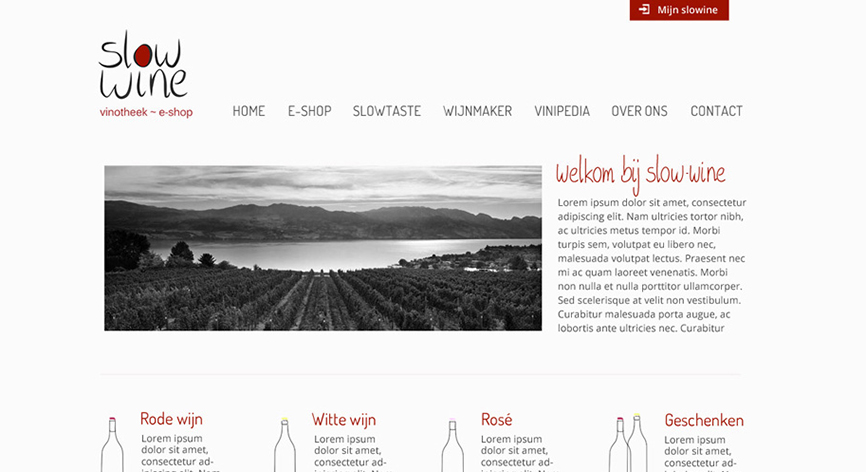 Mijn slowine
slow
wine
vinotheek ~ e-shop
HOME E-SHOP SLOWTASTE WIJNMAKER VINIPEDIA OVER ONS CONTACT
welkom bij slow-wine
Lorem ipsum dolor sit amet, consectetur
adipiscing elit. Nam ultricies tortor nibh,
ac ultricies metus tempor id. Morbi
turpis sem, volutpat eu libero nec,
malesuada volutpat lectus. Praesent nec
mi ac quam laoreet venenatis. Morbi
non nulla et nulla porttitor ullamcorper.
Sed scelerisque at velit non vestibulum.
Curabitur malesuada porta augue, ac
lobortis ante ultricies nec. Curabitur
Rode wijn
Lorem ipsum
dolor sit amet,
consectetur ad-
Witte wijn
Lorem ipsum
dolor sit amet,
consectetur ad-
Rosé
Lorem ipsum
dolor sit amet,
consectetur ad-
Geschenken
Lorem ipsum
dolor sit amet,
consectetur ad-